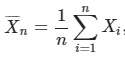 $\overline{X}_n = \frac{1}{n} \sum_{i=1}^{n} X_i,$